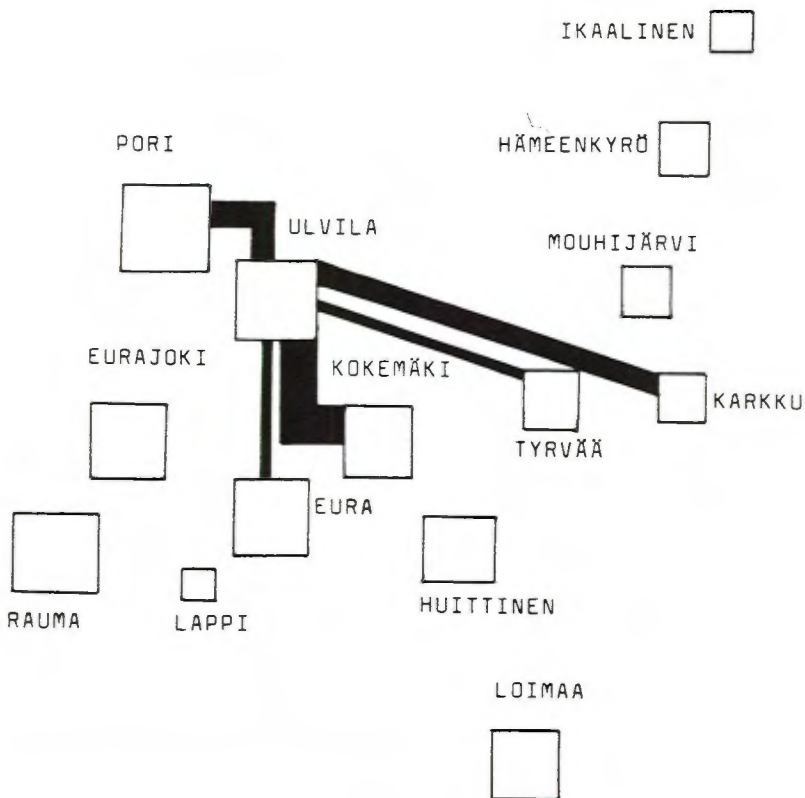 IKAALINEN
HÄMEENKYRÖ
PORI
ULVILA
MOUHIJÄRVI
EURAJOKI
KOKEMÄKI
KARKKU
TYRVÄÄ
EURA
HUITTINEN
RAUMA
LAPPI
LOIMAA